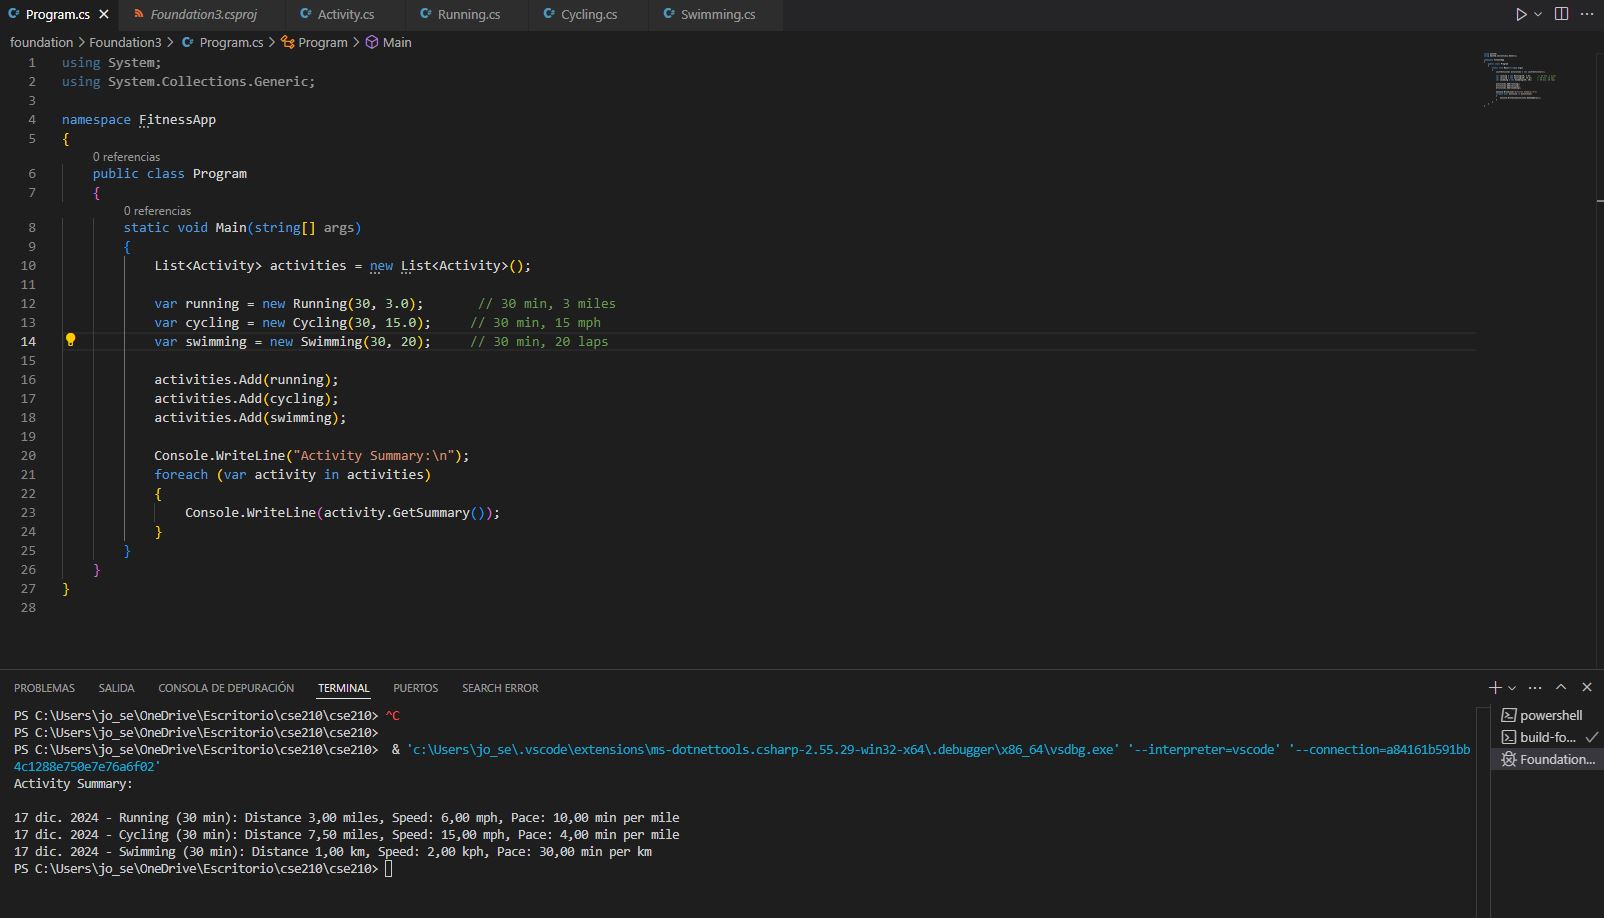 Program.cs
Foundation3.csproj
Activity.cs
Running.cs
Cycling.cs
Swimming.cs
foundation > Foundation3 > Program.cs > Program > Main
1 using System;
2 using System.Collections.Generic;
3
4 namespace FitnessApp
5 {
0 referencias
6 public class Program
7 {
0 referencias
8 static void Main(string[] args)
9 {
10 List<Activity> activities = new List<Activity>();
11
12 var running = new Running(30, 3.0); // 30 min, 3 miles
13 var cycling = new Cycling(30, 15.0); // 30 min, 15 mph
14 var swimming = new Swimming(30, 20); // 30 min, 20 laps
15
16 activities.Add(running);
17 activities.Add(cycling);
18 activities.Add(swimming);
19
20 Console.WriteLine("Activity Summary:\n");
21 foreach (var activity in activities)
22 {
23 Console.WriteLine(activity.GetSummary());
24 }
25 }
26 }
27 }
28
PROBLEMAS SALIDA CONSOLA DE DEPURACIÓN TERMINAL PUERTOS SEARCH ERROR
PS C:\Users\jo_se\OneDrive\Escritorio\cse210\cse210> ^C
PS C:\Users\jo_se\OneDrive\Escritorio\cse210\cse210>
PS C:\Users\jo_se\OneDrive\Escritorio\cse210\cse210> & 'c:\Users\jo_se\.vscode\extensions\ms-dotnettools.csharp-2.55.29-win32-x64\.debugger\x86_64\vsdbg.exe' '--interpreter=vscode' '--connection=a84161b591bb
4c1288e750e7e76a6f02'
Activity Summary:
17 dic. 2024 - Running (30 min): Distance 3,00 miles, Speed: 6,00 mph, Pace: 10,00 min per mile
17 dic. 2024 - Cycling (30 min): Distance 7,50 miles, Speed: 15,00 mph, Pace: 4,00 min per mile
17 dic. 2024 - Swimming (30 min): Distance 1,00 km, Speed: 2,00 kph, Pace: 30,00 min per km
PS C:\Users\jo_se\OneDrive\Escritorio\cse210\cse210>
powershell
build-fo...
Foundation...